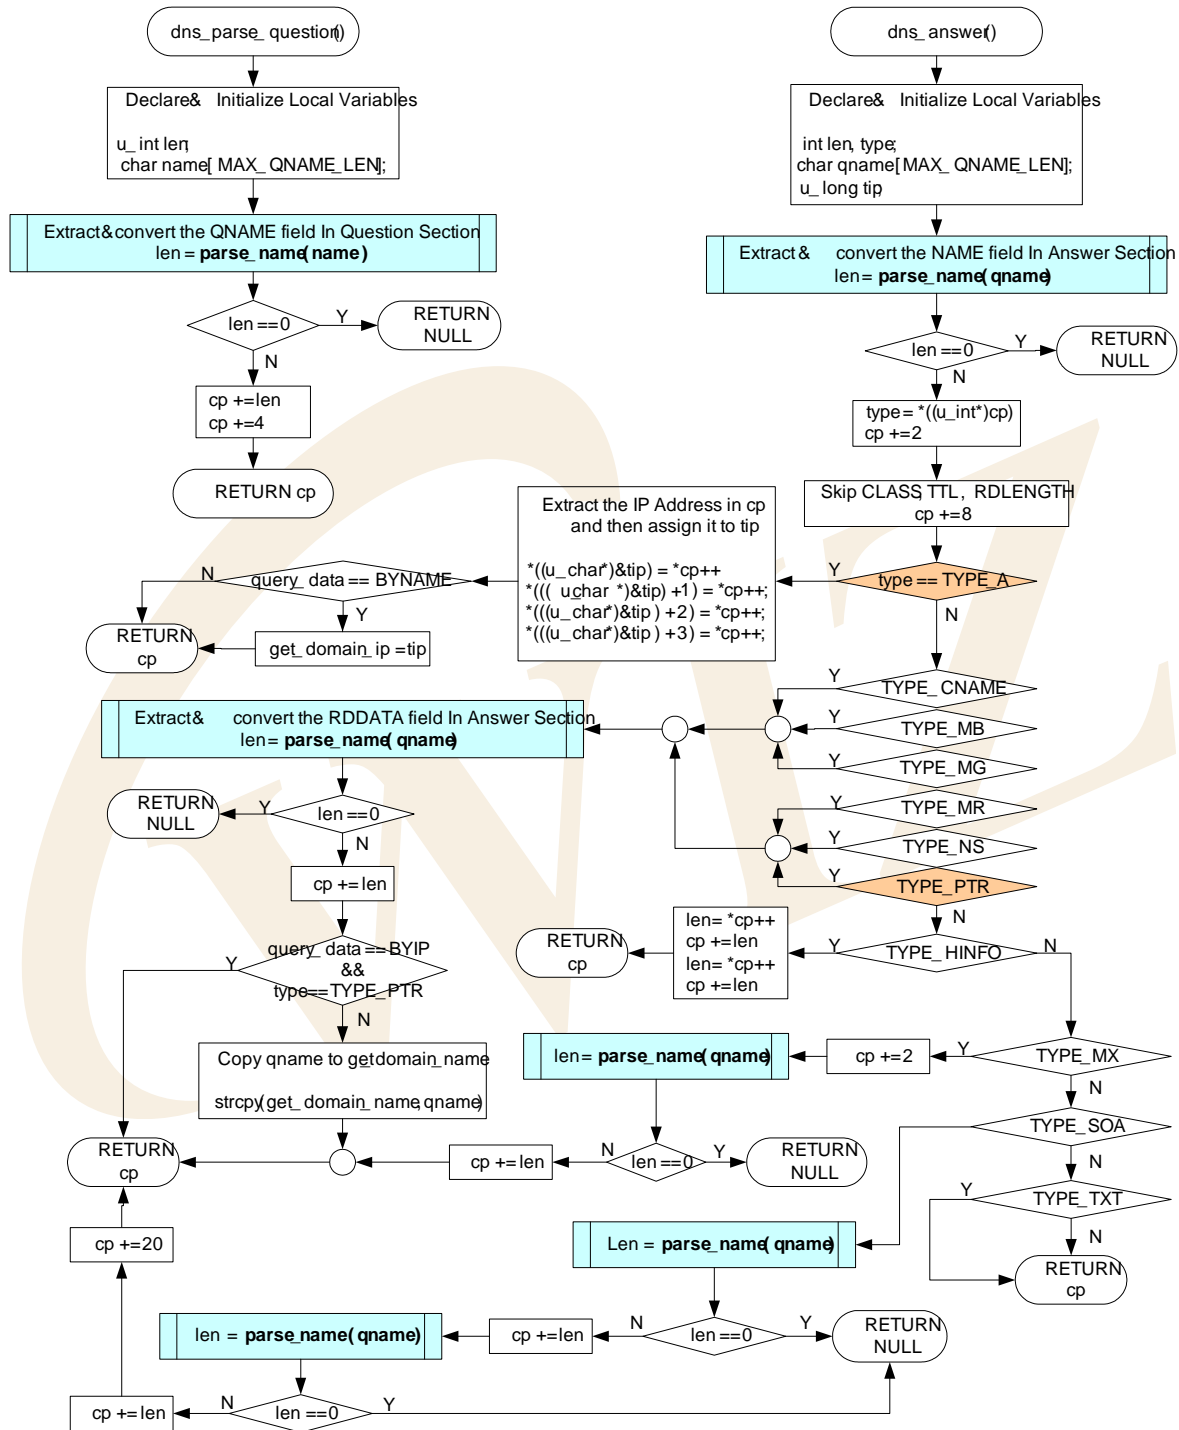 dns_parse_question()
Declare& Initialize Local Variables
u_int len;
char name[MAX_QNAME_LEN];
Extract&convert the QNAME field In Question Section
len = parse_name(name)
len ==0
Y
RETURN
NULL
N
cp +=len
cp +=4
RETURN cp
dns_answer()
Declare& Initialize Local Variables
int len, type;
char qname[MAX_QNAME_LEN];
u_long tip;
Extract & convert the NAME field In Answer Section
len= parse_name(qname)
len ==0
Y
RETURN
NULL
N
type= *((u_int*)cp)
cp +=2
Skip CLASS, TTL, RDLENGTH
cp +=8
type == TYPE_A
Y
N
Extract the IP Address in cp
and then assign it to tip
*((u_char*)&tip) = *cp++
*(((u_char *)&tip) +1) = *cp++;
*(((u_char*)&tip) +2) = *cp++;
*(((u_char*)&tip) +3) = *cp++;
query_data == BYNAME
N
Y
get_domain_ip =tip
RETURN
cp
TYPE_CNAME
Y
TYPE_MB
Y
TYPE_MG
Y
TYPE_MR
Y
TYPE_NS
Y
TYPE_PTR
Y
N
Extract& convert the RDDATA field In Answer Section
len= parse_name(qname)
len ==0
Y
RETURN
NULL
N
cp +=len
query_data == BYIP
&&
type==TYPE_PTR
Y
N
Copy qname to getdomain_name
strcpy(get_domain_name,qname)
RETURN
cp
TYPE_HINFO
Y
N
len= *cp++
cp +=len
len= *cp++
cp +=len
RETURN
cp
TYPE_MX
Y
N
cp +=2
len= parse_name(qname)
len ==0
Y
RETURN
NULL
N
cp +=len
TYPE_SOA
N
TYPE_TXT
Y
N
RETURN
cp
Len = parse_name(qname)
len ==0
Y
RETURN
NULL
N
cp +=len
len = parse_name(qname)
len ==0
Y
N
cp +=len
cp +=20
WIZ